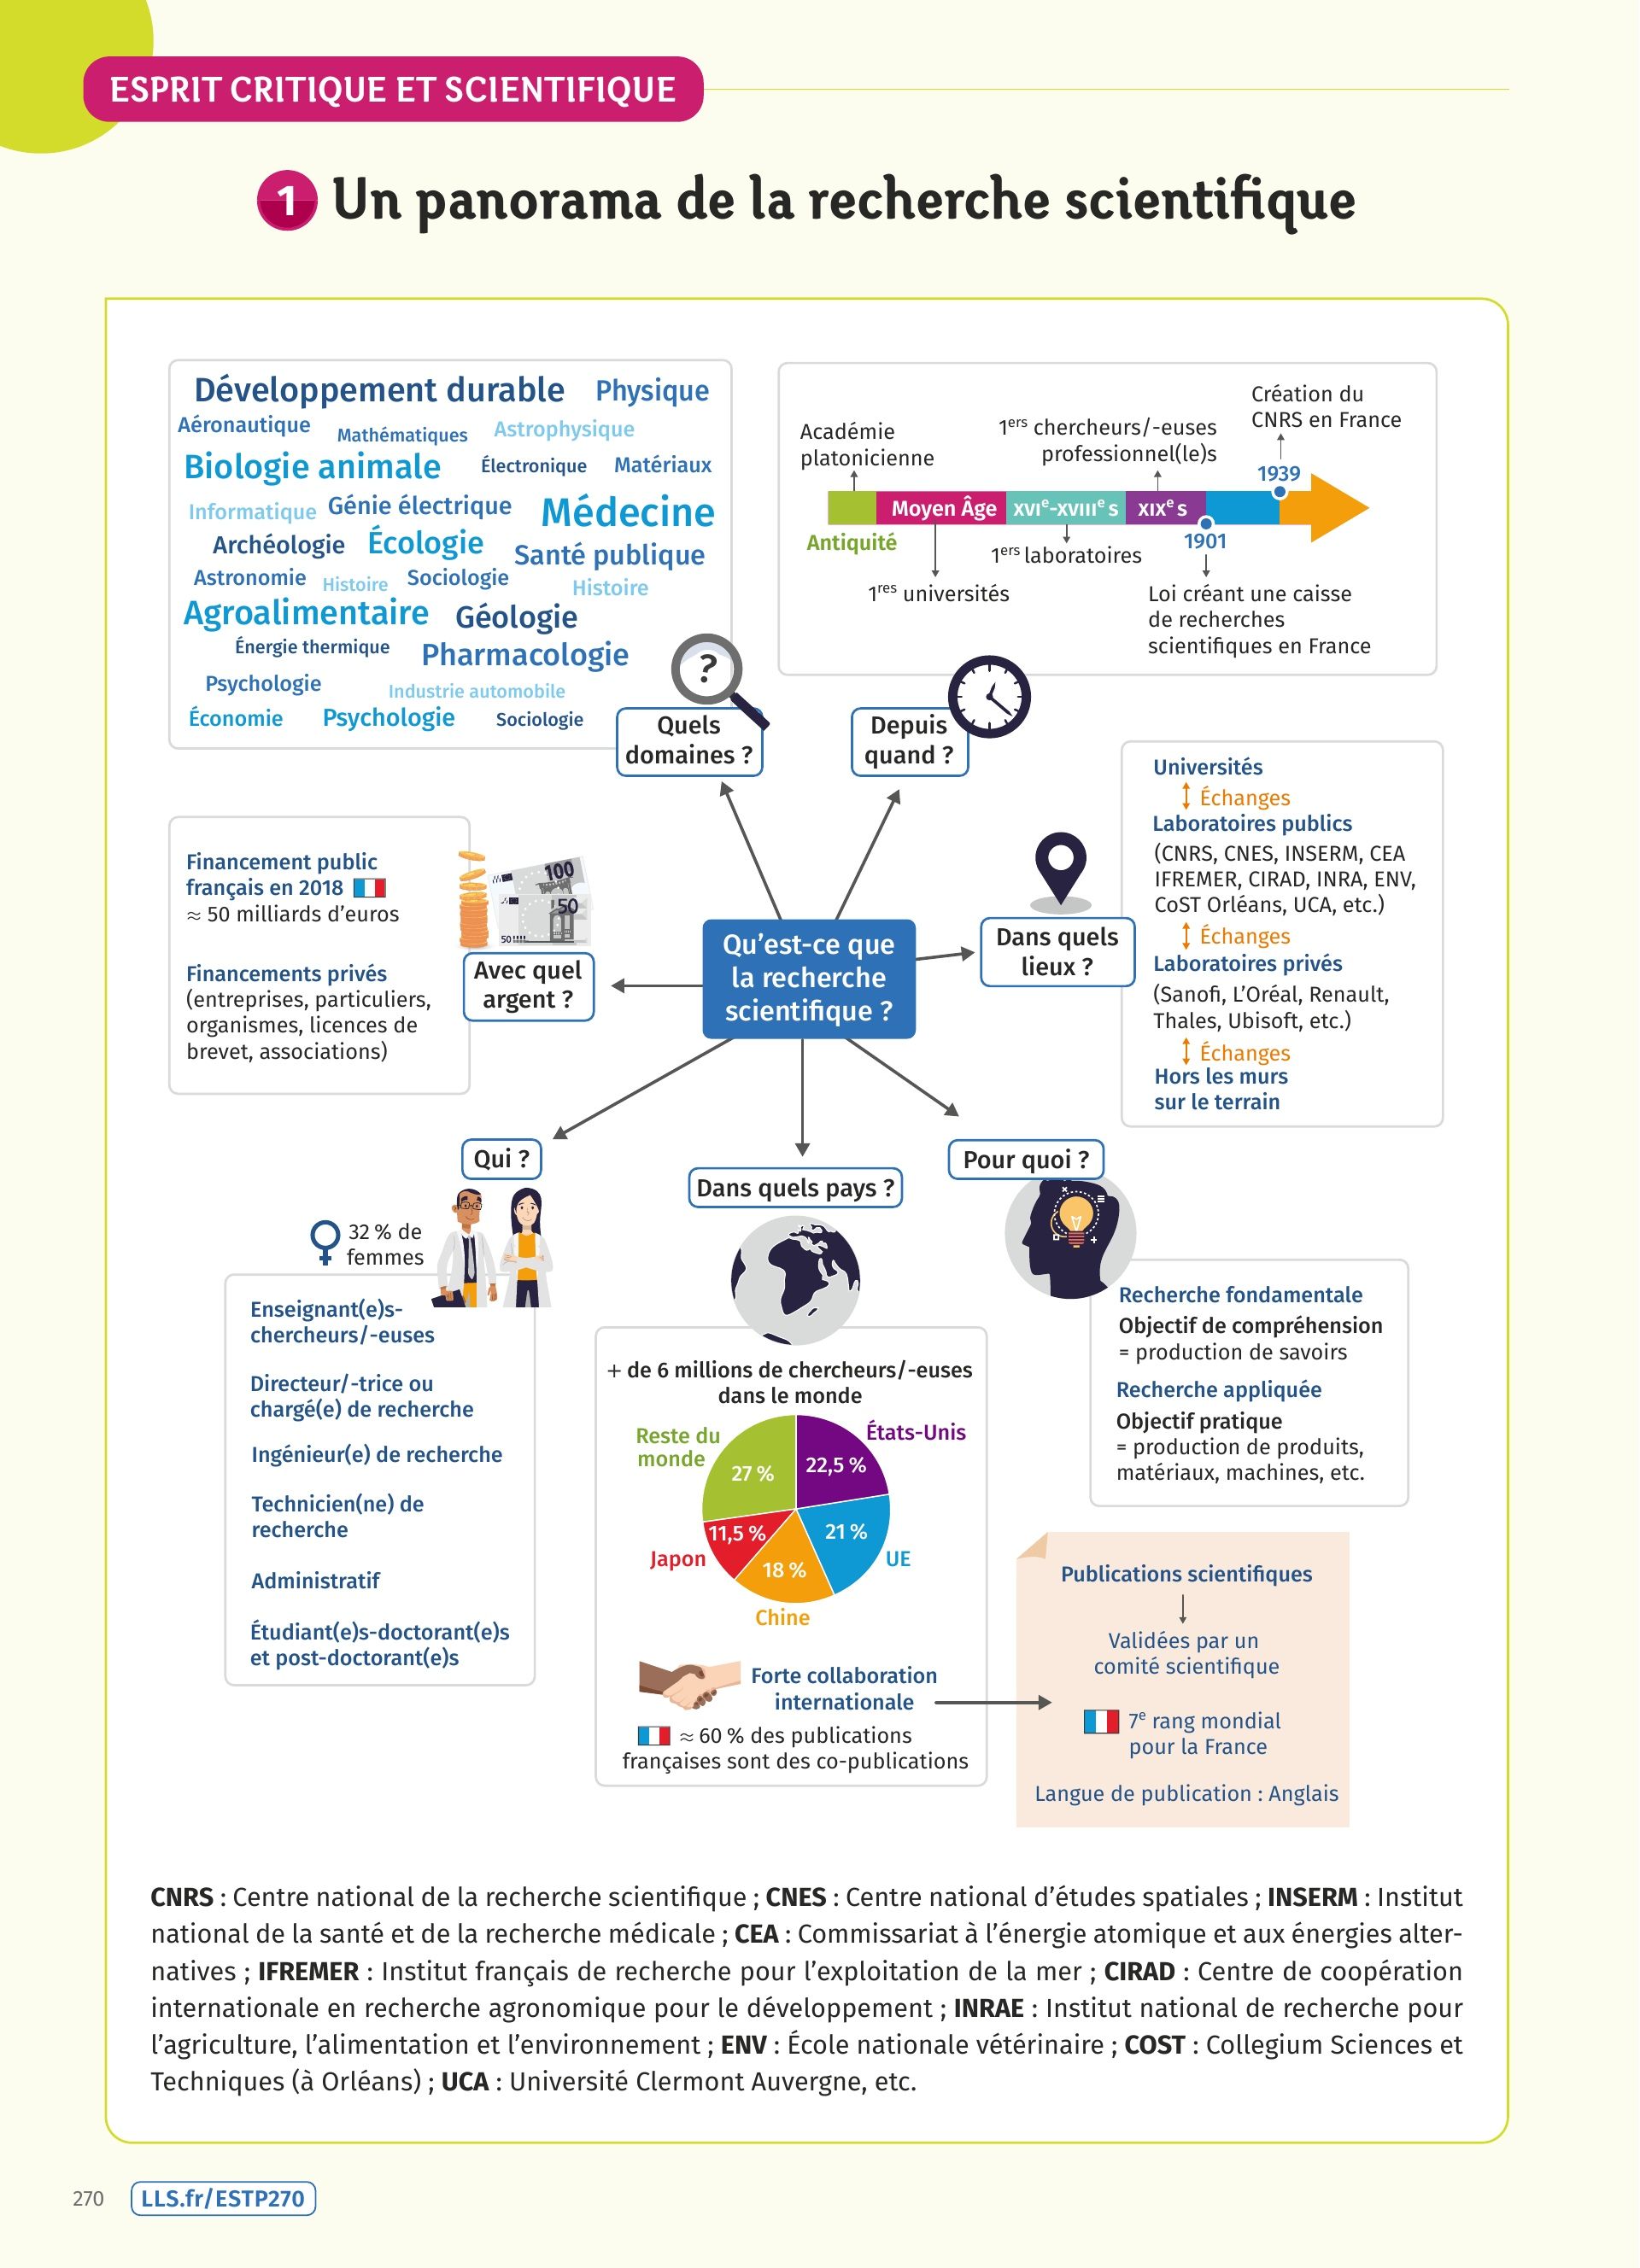 ESPRIT CRITIQUE ET SCIENTIFIQUE
1 Un panorama de la recherche scientifique
Développement durable Physique
Aéronautique Mathématiques Astrophysique
Biologie animale Électronique Matériaux
Informatique Génie électrique Médecine
Archéologie Écologie Santé publique
Astronomie Histoire Sociologie Histoire
Agroalimentaire Géologie
Énergie thermique Pharmacologie
Psychologie Industrie automobile
Économie Psychologie Sociologie
?
Quels
domaines ?
Académie
platonicienne
1ers chercheurs/-euses
professionnel(le)s
Création du
CNRS en France
1939
Moyen Âge XVIe-XVIIIe s XIXe s
Antiquité
1901
1ers laboratoires
1res universités
Loi créant une caisse
de recherches
scientifiques en France
Depuis
quand ?
Universités
Échanges
Laboratoires publics
(CNRS, CNES, INSERM, CEA
IFREMER, CIRAD, INRA, ENV,
CoST Orléans, UCA, etc.)
Échanges
Laboratoires privés
(Sanofi, L’Oréal, Renault,
Thales, Ubisoft, etc.)
Échanges
Hors les murs
sur le terrain
Dans quels
lieux ?
Financement public
français en 2018
≈ 50 milliards d’euros
Financements privés
(entreprises, particuliers,
organismes, licences de
brevet, associations)
100
50
50
Avec quel
argent ?
Qu’est-ce que
la recherche
scientifique ?
Qui ?
32 % de
femmes
Enseignant(e)s-
chercheurs/-euses
Directeur/-trice ou
chargé(e) de recherche
Ingénieur(e) de recherche
Technicien(ne) de
recherche
Administratif
Étudiant(e)s-doctorant(e)s
et post-doctorant(e)s
Dans quels pays ?
+ de 6 millions de chercheurs/-euses
dans le monde
Reste du
monde
27 %
États-Unis
22,5 %
11,5 %
Japon
21 %
UE
18 %
Chine
Forte collaboration
internationale
≈ 60 % des publications
françaises sont des co-publications
Pour quoi ?
Recherche fondamentale
Objectif de compréhension
= production de savoirs
Recherche appliquée
Objectif pratique
= production de produits,
matériaux, machines, etc.
Publications scientifiques
Validées par un
comité scientifique
7e rang mondial
pour la France
Langue de publication : Anglais
CNRS : Centre national de la recherche scientifique ; CNES : Centre national d’études spatiales ; INSERM : Institut
national de la santé et de la recherche médicale ; CEA : Commissariat à l’énergie atomique et aux énergies alter-
natives ; IFREMER : Institut français de recherche pour l’exploitation de la mer ; CIRAD : Centre de coopération
internationale en recherche agronomique pour le développement ; INRAE : Institut national de recherche pour
l’agriculture, l’alimentation et l’environnement ; ENV : École nationale vétérinaire ; COST : Collegium Sciences et
Techniques (à Orléans) ; UCA : Université Clermont Auvergne, etc.
270 LLS.fr/ESTP270